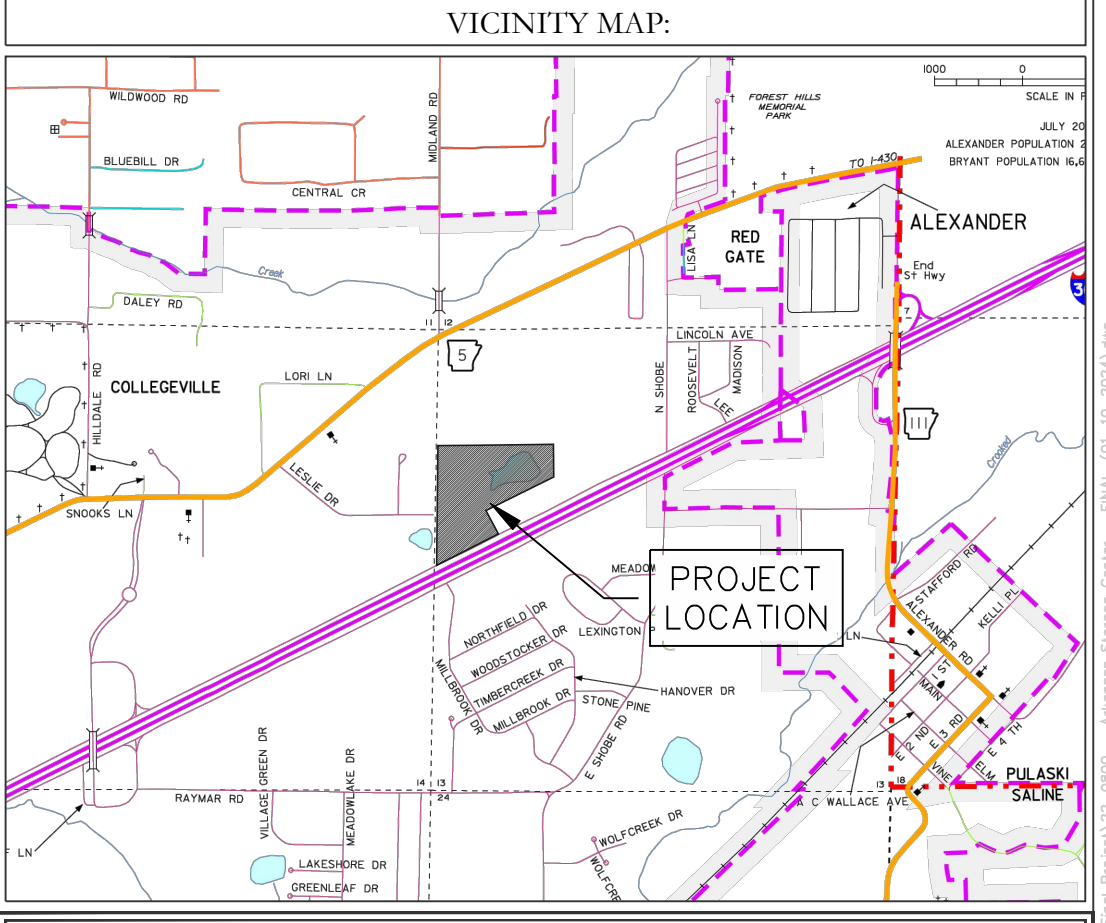 VICINITY MAP:
WILDWOOD RD
BLUEBILL DR
CENTRAL CR
MIDLAND RD
FOREST HILLS
MEMORIAL
PARK
1000
0
SCALE IN F
JULY 20
ALEXANDER POPULATION 2
BRYANT POPULATION 16,6
TO I-430
ALEXANDER
RED
GATE
LISA LN
End
St Hwy
Creek
DALEY RD
11
12
7
3
5
LINCOLN AVE
COLLEGEVILLE
HILLDALE RD
LORI LN
N SHOBE
ROOSEVELT
MADISON
LEE
111
Crooked
LESLIE DR
SNOOKS LN
PROJECT
LOCATION
MEADOW
LEXINGTON P
NORTHFIELD DR
WOODSTOCKER DR
TIMBERCREEK DR
MILLBROOK DR
MILLBROOK DR
HANOVER DR
STONE PINE
E SHOBE RD
STAFFORD RD
KELLI PL
ALEXANDER RD
LN
1 ST
MAIN
E 2 ND
E 3 RD
E 4 TH
VINE
ELM
PULASKI
SALINE
A C WALLACE AVE
13
18
14
13
24
RAYMAR RD
VILLAGE GREEN DR
MEADOWLAKE DR
F LN
LAKESHORE DR
GREENLEAF DR
WOLFCREEK DR
WOLFCRE